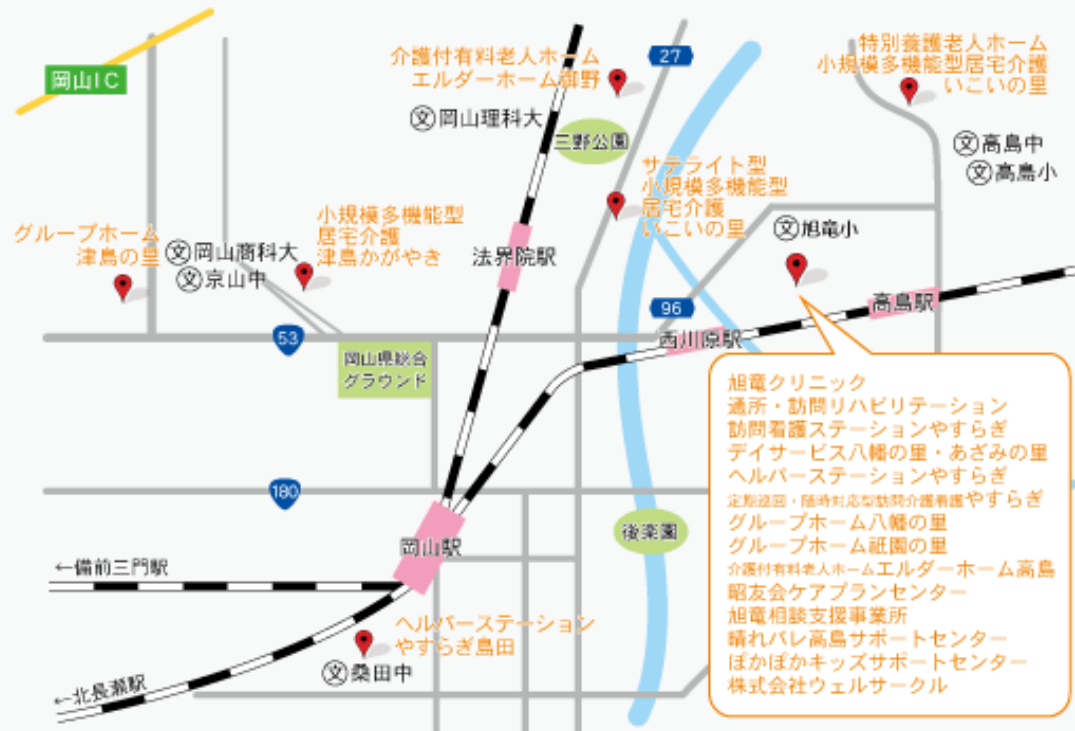 岡山IC
介護付有料老人ホーム
エルダーホーム御野
27
特別養護老人ホーム
小規模多機能型居宅介護
いこいの里
文岡山理科大
三野公園
文高島中
文高島小
サテライト型
小規模多機能型
居宅介護
いこいの里
グループホーム
津島の里
文岡山商科大
文京山中
小規模多機能型
居宅介護
津島かがやき
法界院駅
文旭竜小
高島駅
96
53
西川原駅
岡山県総合
グラウンド
旭竜クリニック
通所・訪問リハビリテーション
訪問看護ステーションやすらぎ
デイサービス八幡の里・あざみの里
ヘルパーステーションやすらぎ
定期巡回・随時対応型訪問介護看護やすらぎ
グループホーム八幡の里
グループホーム祇園の里
介護付有料老人ホームエルダーホーム高島
昭友会ケアプランセンター
旭竜相談支援事業所
晴れバレ高島サポートセンター
ぽかぽかキッズサポートセンター
株式会社ウェルサークル
180
後楽園
岡山駅
←備前三門駅
ヘルパーステーション
やすらぎ島田
文桑田中
←北長瀬駅